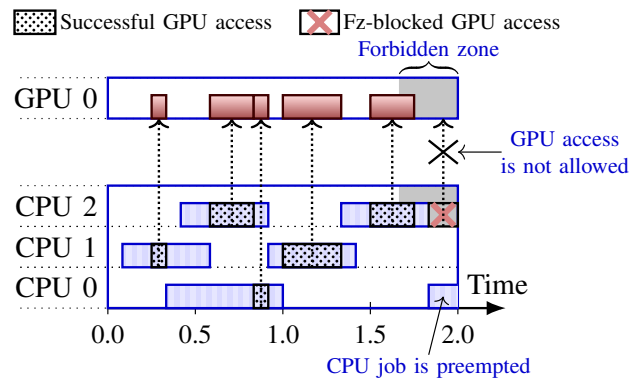 Successful GPU access Fz-blocked GPU access
Forbidden zone
GPU 0
GPU access
is not allowed
CPU 2
CPU 1
CPU 0
Time
0.0 0.5 1.0 1.5 2.0
CPU job is preempted